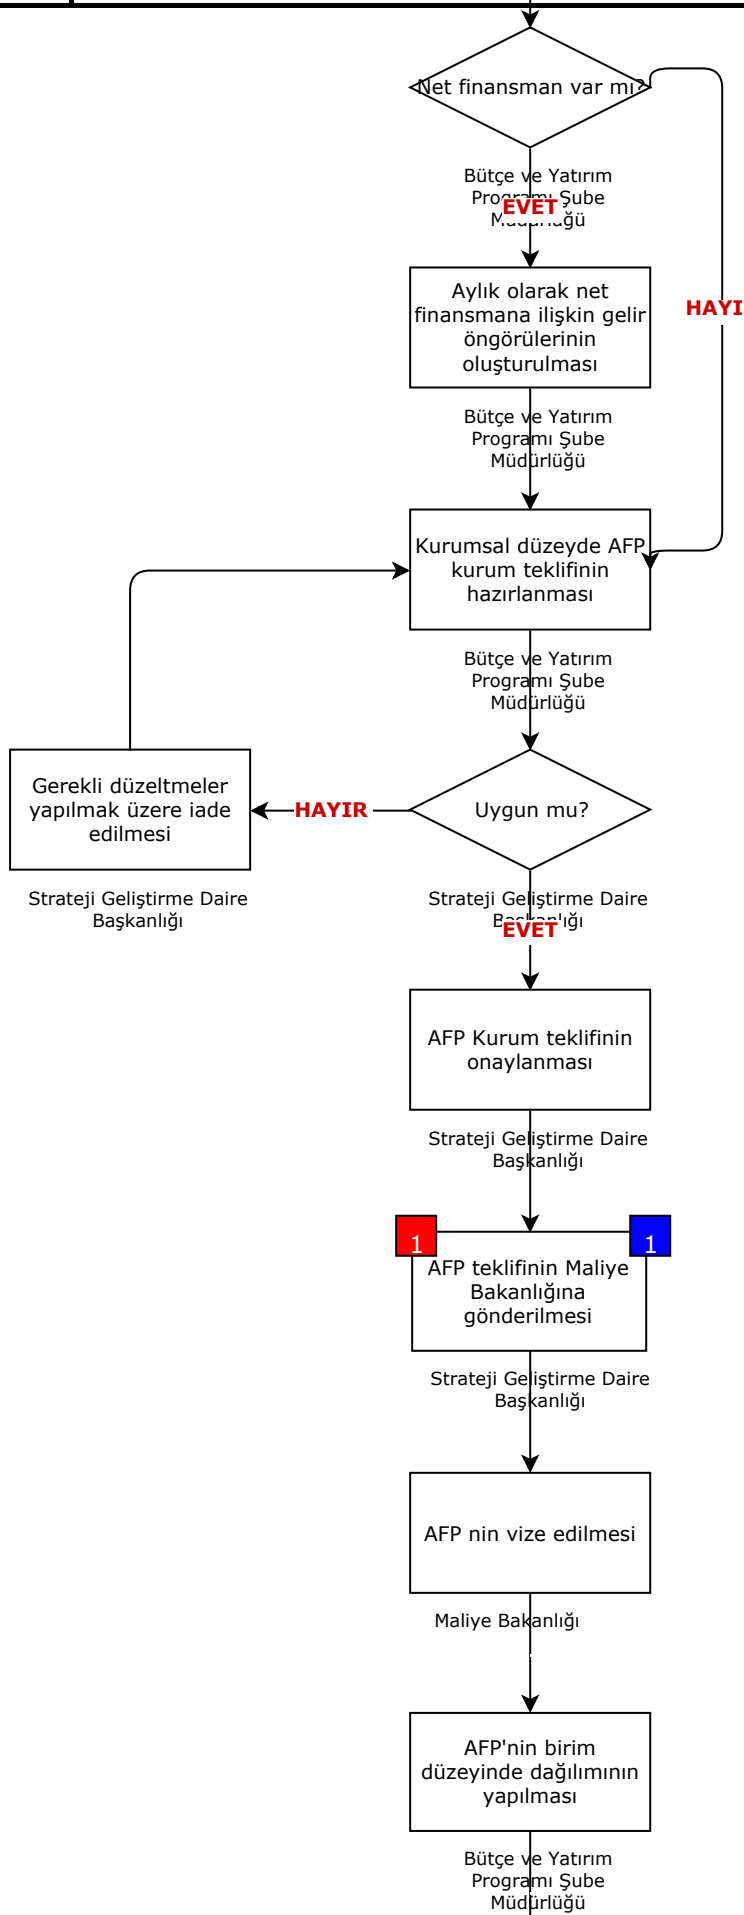 Net finansman var mı?
Bütçe ve Yatırım
Programı Şube
Müdürlüğü
EVET
Aylık olarak net
finansmana ilişkin gelir
öngörülerinin
oluşturulması
HAYI
Bütçe ve Yatırım
Programı Şube
Müdürlüğü
Kurumsal düzeyde AFP
kurum teklifinin
hazırlanması
Bütçe ve Yatırım
Programı Şube
Müdürlüğü
Gerekli düzeltmeler
yapılmak üzere iade
edilmesi
HAYIR
Uygun mu?
Strateji Geliştirme Daire
Başkanlığı
Strateji Geliştirme Daire
Başkanlığı
EVET
AFP Kurum teklifinin
onaylanması
Strateji Geliştirme Daire
Başkanlığı
1
1
AFP teklifinin Maliye
Bakanlığına
gönderilmesi
Strateji Geliştirme Daire
Başkanlığı
AFP nin vize edilmesi
Maliye Bakanlığı
AFP'nin birim
düzeyinde dağılımının
yapılması
Bütçe ve Yatırım
Programı Şube
Müdürlüğü